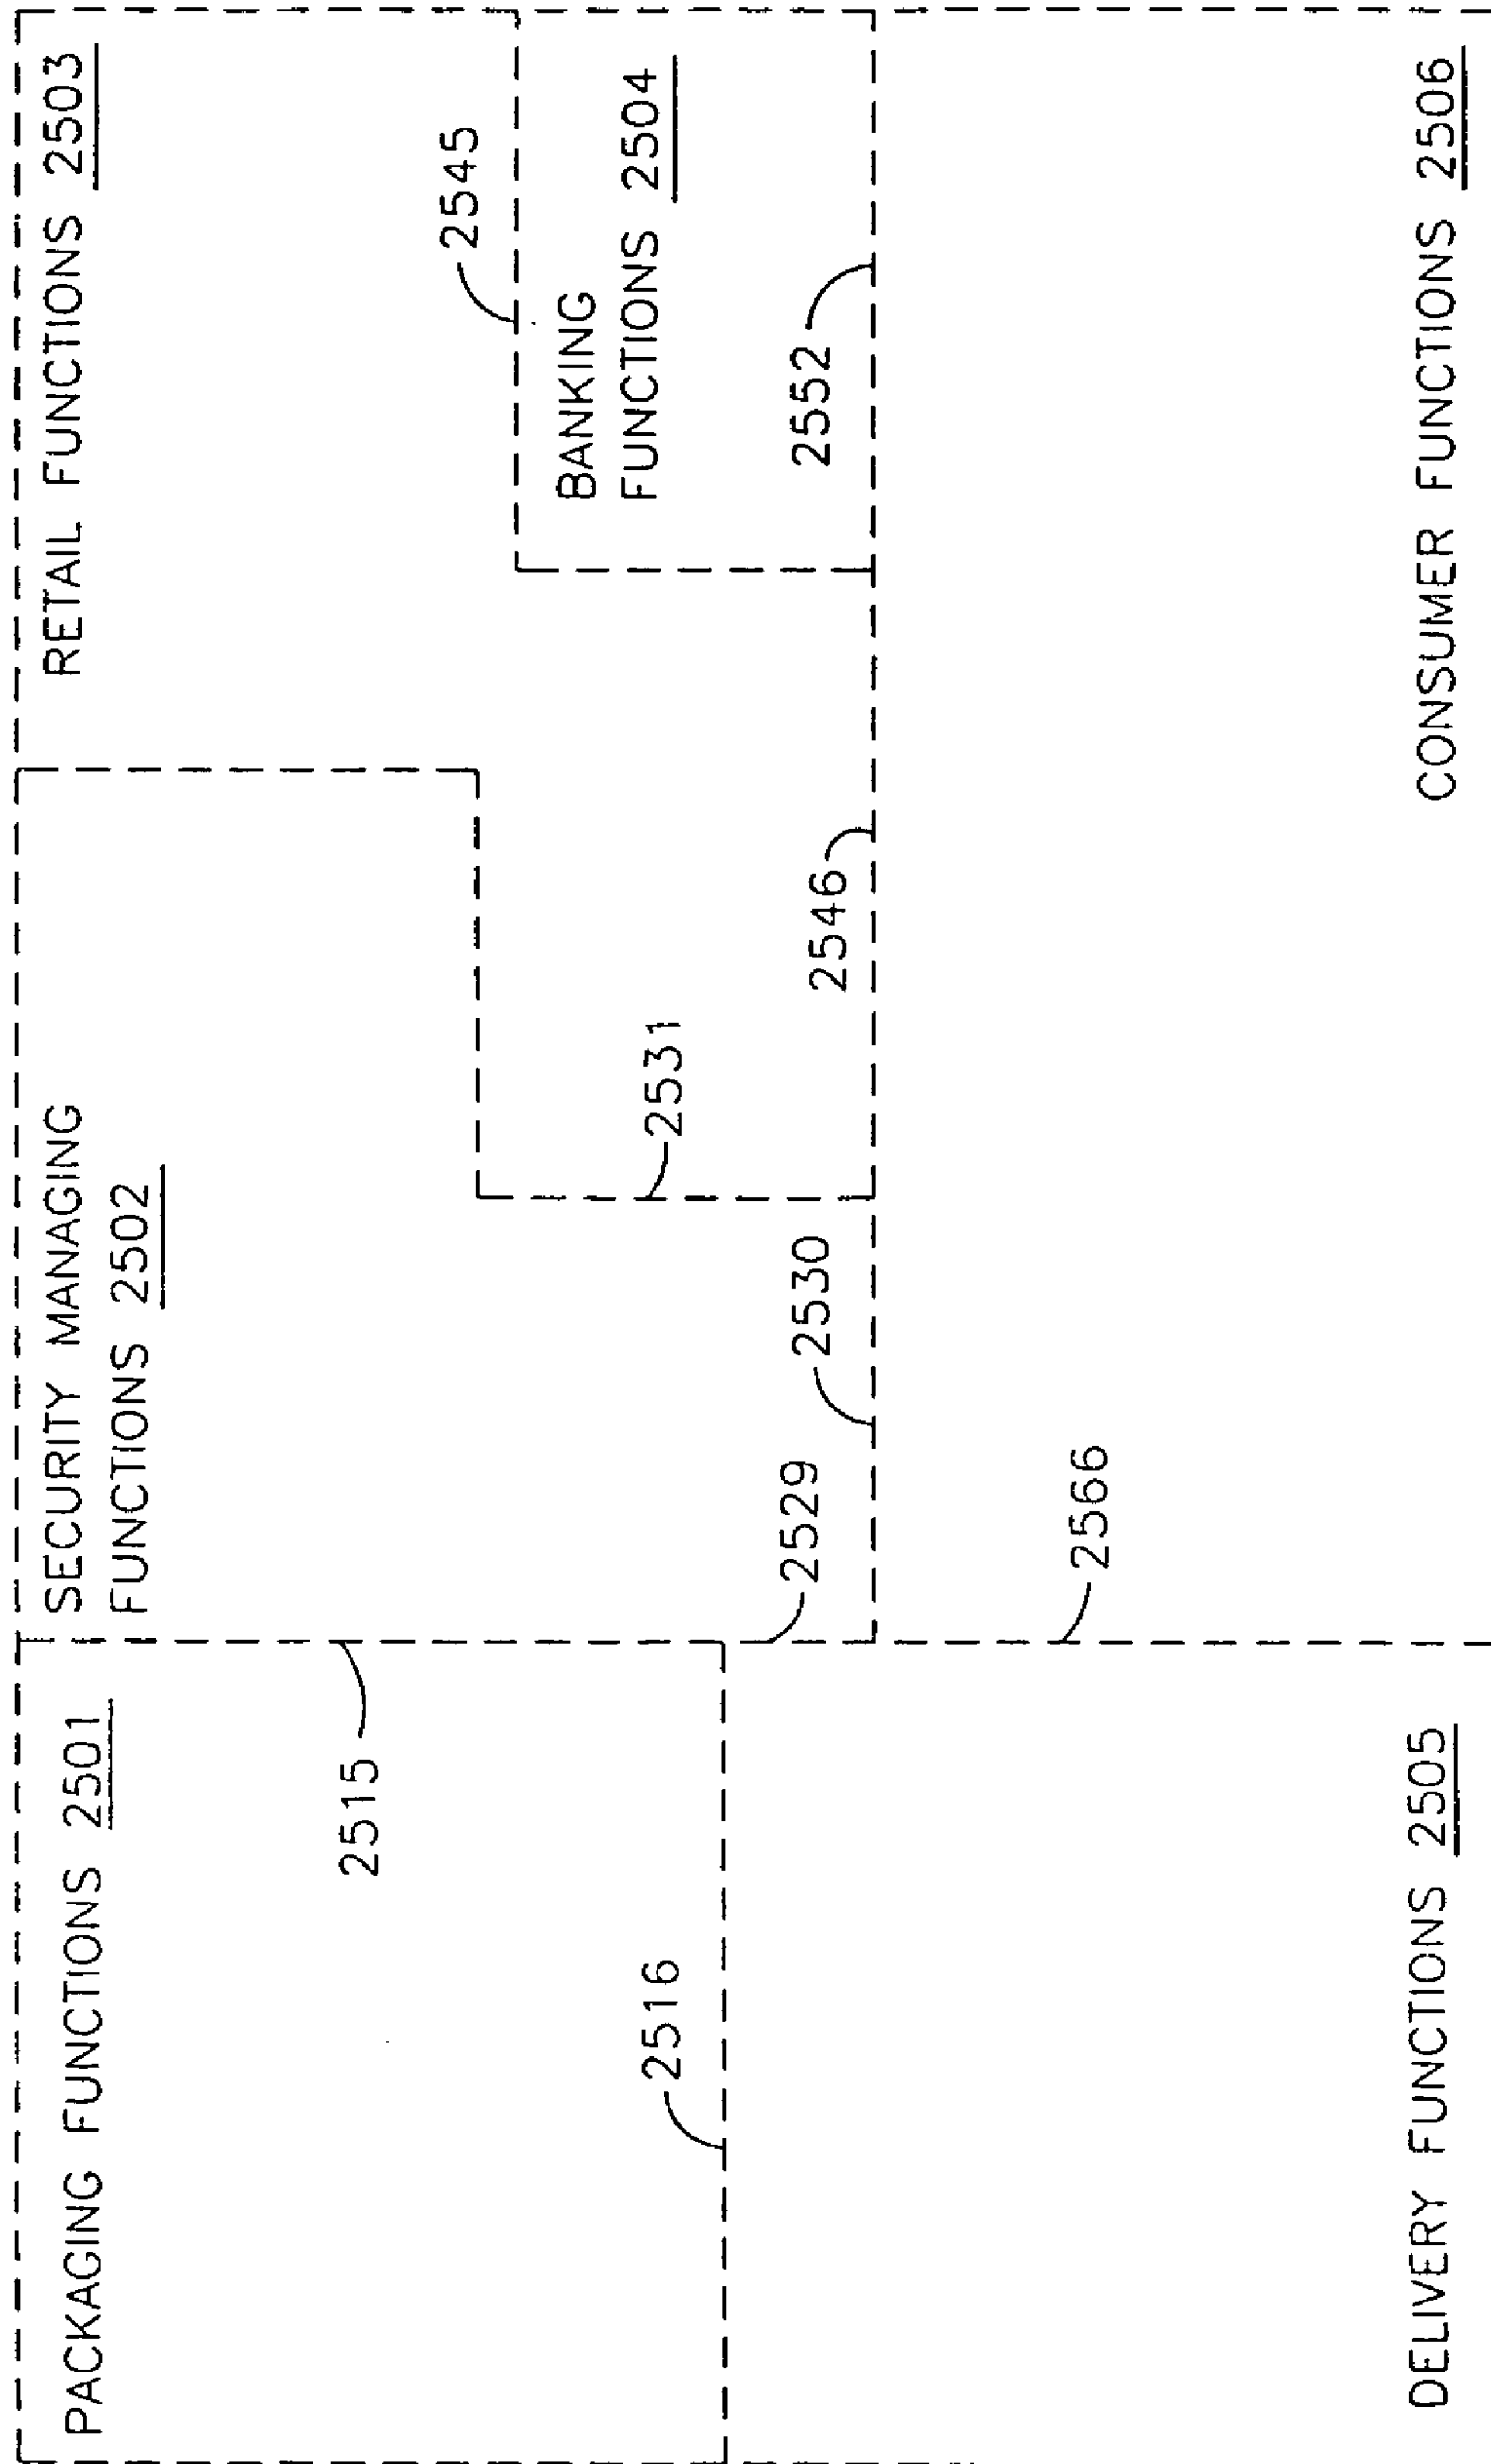 PACKAGING FUNCTIONS 2501
SECURITY MANAGING
FUNCTIONS 2502
RETAIL FUNCTIONS 2503
2515
2545
BANKING
FUNCTIONS 2504
2516
2531
2529
2530
2546
2552
2566
DELIVERY FUNCTIONS 2505
CONSUMER FUNCTIONS 2506